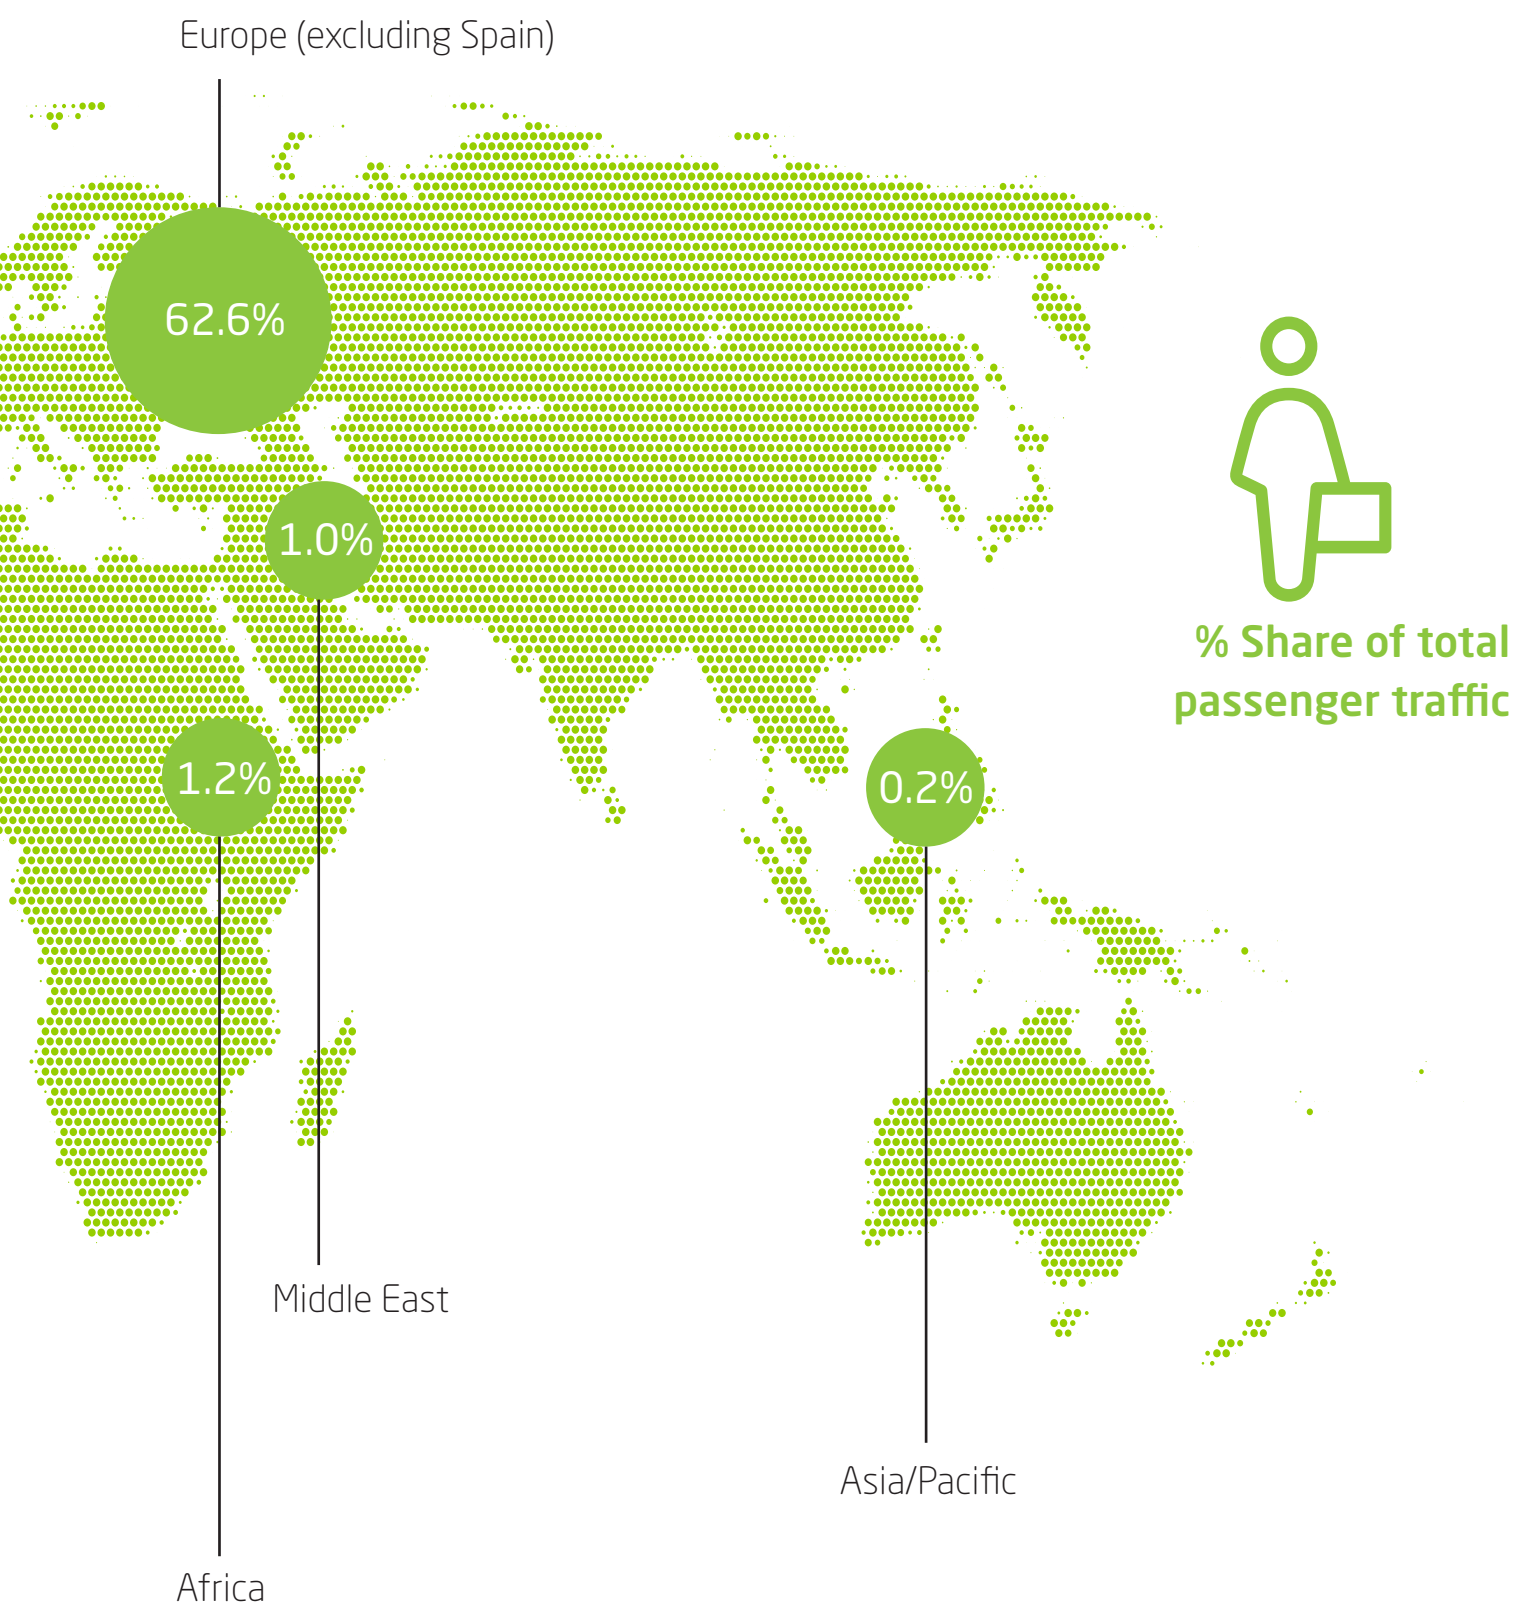 Europe (excluding Spain)
62.6%
1.0%
% Share of total
passenger traffic
1.2%
0.2%
Middle East
Asia/Pacific
Africa